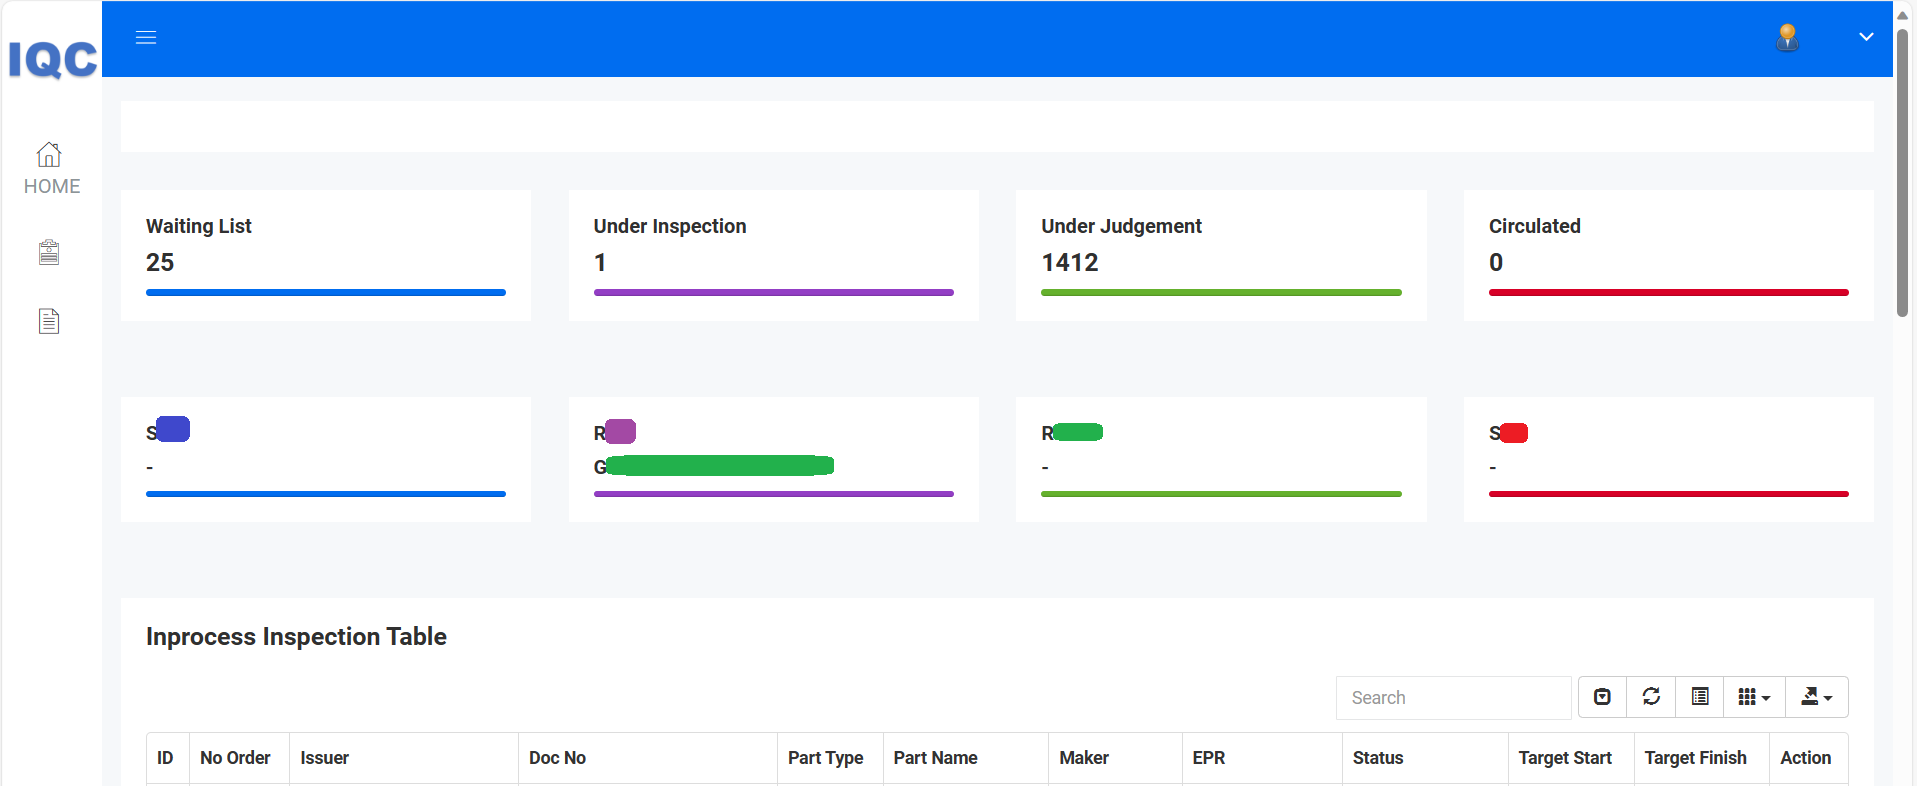 IQC
HOME
Waiting List
25
Under Inspection
1
Under Judgement
1412
Circulated
0
S
-
R
G
R
-
S
-
Inprocess Inspection Table
Search
ID No Order Issuer Doc No Part Type Part Name Maker EPR Status Target Start Target Finish Action